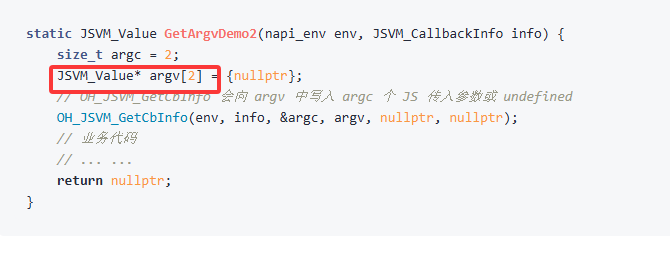 static JSVM_Value GetArgvDemo2(napi_env env, JSVM_CallbackInfo info) {
size_t argc = 2;
JSVM_Value* argv[2] = {nullptr};
// OH_JSVM_GetCbInfo 会向 argv 中写入 argc 个 JS 传入参数或 undefined
OH_JSVM_GetCbInfo(env, info, &argc, argv, nullptr, nullptr);
// 业务代码
// ... ...
return nullptr;
}